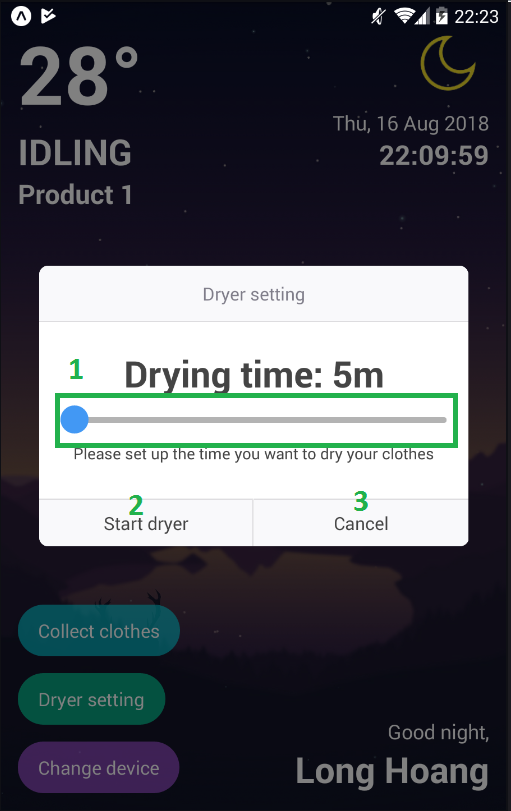 22:23
28°
Thu, 16 Aug 2018
IDLING
22:09:59
Product 1
Dryer setting
1
Drying time: 5m
Please set up the time you want to dry your clothes
2
3
Start dryer
Cancel
Collect clothes
Dryer setting
Change device
Good night,
Long Hoang